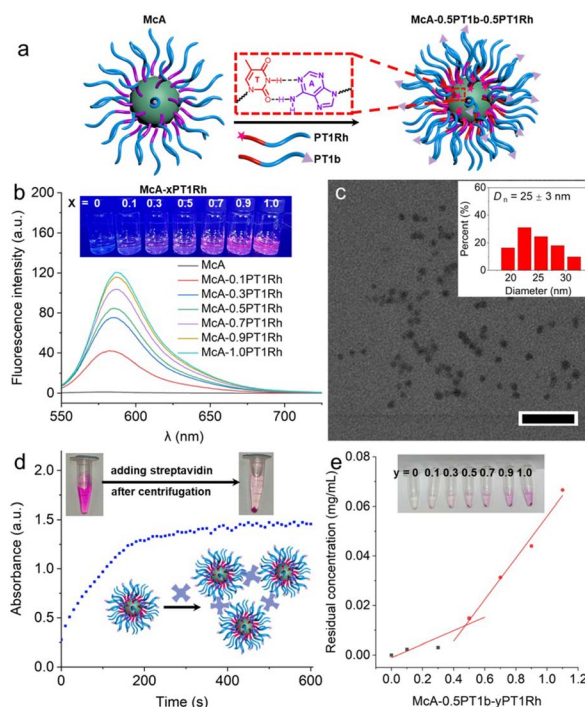 a
McA
McA-0.5PT1b-0.5PT1Rh
T
A
O
N
H
N
N
N
O
H
N
H
N
N
PT1Rh
PT1b
b
McA-xPT1Rh
X = 0 0.1 0.3 0.5 0.7 0.9 1.0
Fluorescence intensity (a.u.)
200
160
120
80
40
0
McA
McA-0.1PT1Rh
McA-0.3PT1Rh
McA-0.5PT1Rh
McA-0.7PT1Rh
McA-0.9PT1Rh
McA-1.0PT1Rh
550 600 650 700
λ (nm)
c
Dn = 25 ± 3 nm
Percent (%)
60
40
20
0
20 25 30
Diameter (nm)
d
adding streptavidin
after centrifugation
Absorbance (a.u.)
2.0
1.5
1.0
0.5
0.0
0 200 400 600
Time (s)
e
y = 0 0.1 0.3 0.5 0.7 0.9 1.0
Residual concentration (mg/mL)
0.08
0.06
0.04
0.02
0.00
0.0 0.2 0.4 0.6 0.8 1.0 1.2
McA-0.5PT1b-yPT1Rh